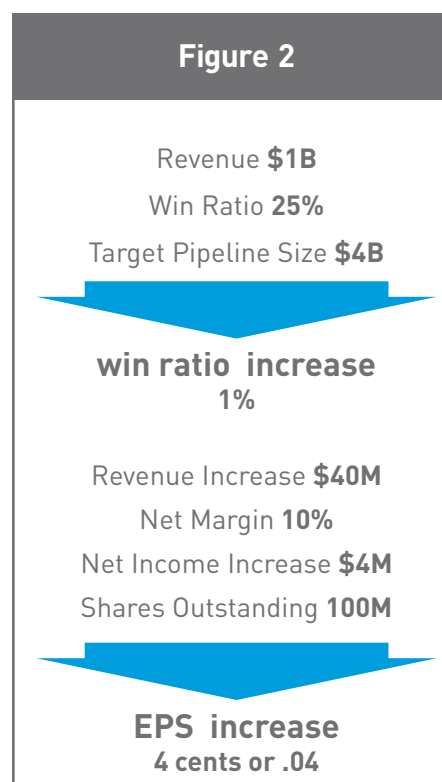 Figure 2
Revenue $1B
Win Ratio 25%
Target Pipeline Size $4B
win ratio increase
1%
Revenue Increase $40M
Net Margin 10%
Net Income Increase $4M
Shares Outstanding 100M
EPS increase
4 cents or .04